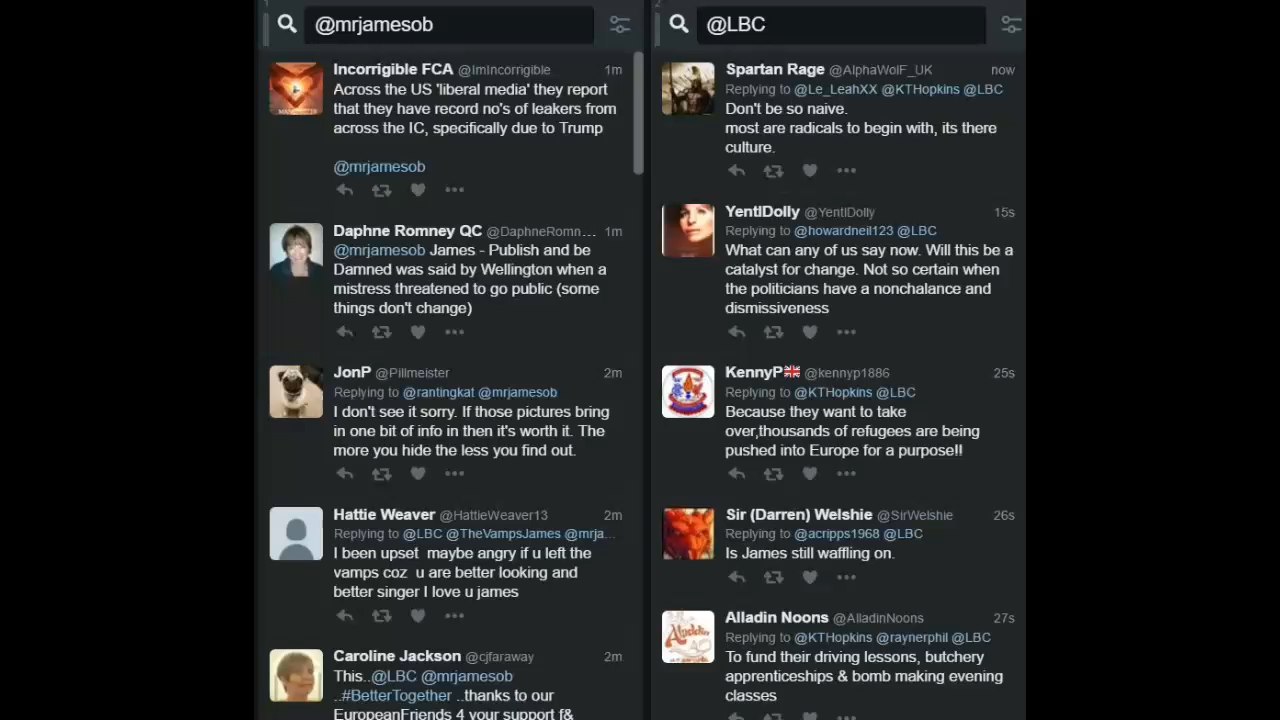 @mrjamesob
Incorrigible FCA @ImIncorrigible 1m
Across the US 'liberal media' they report
that they have record no's of leakers from
across the IC, specifically due to Trump
@mrjamesob
Daphne Romney QC @DaphneRomn... 1m
@mrjamesob James - Publish and be
Damned was said by Wellington when a
mistress threatened to go public (some
things don't change)
JonP @Pillmeister 2m
Replying to @rantingkat @mrjamesob
I don't see it sorry. If those pictures bring
in one bit of info in then it's worth it. The
more you hide the less you find out.
Hattie Weaver @HattieWeaver13 2m
Replying to @LBC @TheVampsJames @mrja...
I been upset maybe angry if u left the
vamps coz u are better looking and
better singer I love u james
Caroline Jackson @cjfaraway 2m
This..@LBC @mrjamesob
..#BetterTogether ..thanks to our
EuropeanFriends 4 your support f&
2
@LBC
Spartan Rage @AlphaWolF_UK now
Replying to @Le_LeahXX @KTHopkins @LBC
Don't be so naive.
most are radicals to begin with, its there
culture.
YentlDolly @YentlDolly 15s
Replying to @howardneil123 @LBC
What can any of us say now. Will this be a
catalyst for change. Not so certain when
the politicians have a nonchalance and
dismissiveness
KennyP🇬🇧 @kennyp1886 25s
Replying to @KTHopkins @LBC
Because they want to take
over,thousands of refugees are being
pushed into Europe for a purpose!!
Sir (Darren) Welshie @SirWelshie 26s
Replying to @acripps1968 @LBC
Is James still waffling on.
Alladin Noons @AlladinNoons 27s
Replying to @KTHopkins @raynerphil @LBC
To fund their driving lessons, butchery
apprenticeships & bomb making evening
classes